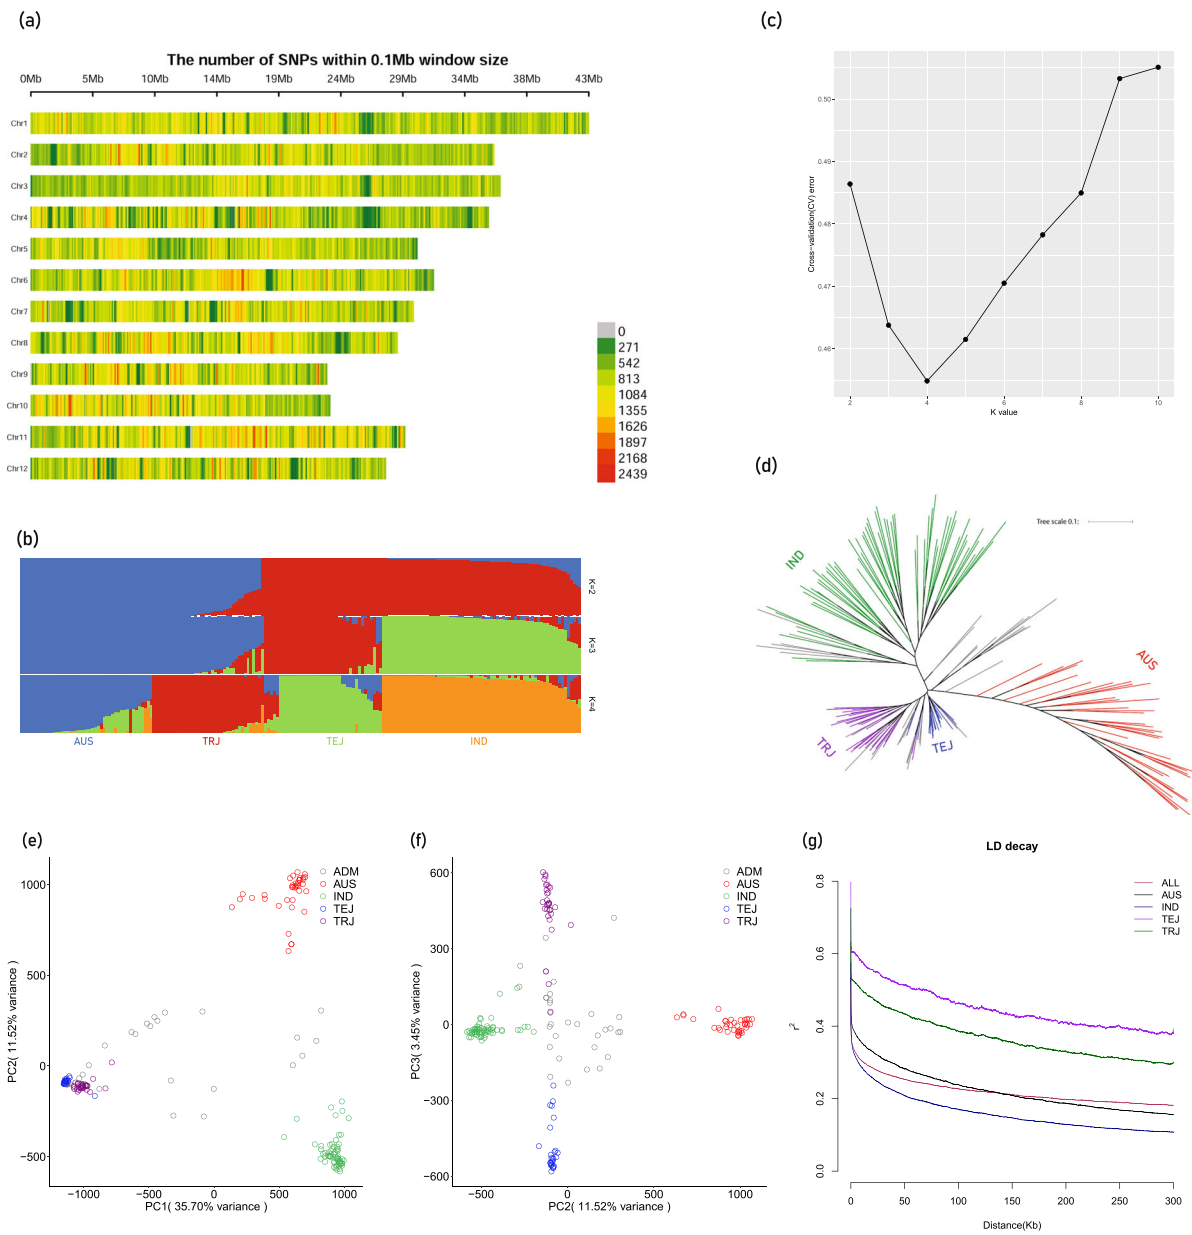 (a)
The number of SNPs within 0.1Mb window size
0Mb 5Mb 10Mb 14Mb 19Mb 24Mb 29Mb 34Mb 38Mb 43Mb
Chr1
Chr2
Chr3
Chr4
Chr5
Chr6
Chr7
Chr8
Chr9
Chr10
Chr11
Chr12
0
271
542
813
1084
1355
1626
1897
2168
2439
(b)
K=2
K=3
K=4
AUS TRJ TEJ IND
(c)
Cross-validation(CV) error
0.50
0.49
0.48
0.47
0.46
2 4 6 8 10
K value
(d)
Tree scale 0.1:
IND
AUS
TRJ
TEJ
(e)
ADM
AUS
IND
TEJ
TRJ
PC2( 11.52% variance )
1000
500
0
−500
−1000 −500 0 500 1000
PC1( 35.70% variance )
(f)
ADM
AUS
IND
TEJ
TRJ
PC3( 3.45% variance )
600
300
0
−300
−600
−500 0 500 1000
PC2( 11.52% variance )
(g)
LD decay
ALL
AUS
IND
TEJ
TRJ
r2
0.8
0.6
0.4
0.2
0.0
0 50 100 150 200 250 300
Distance(Kb)